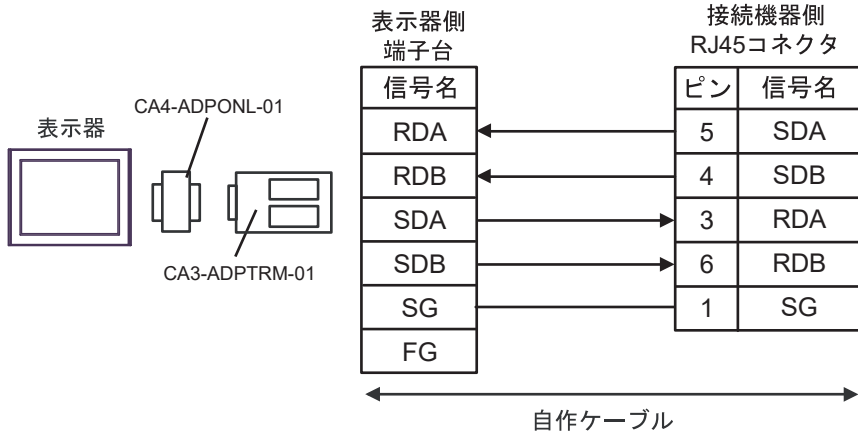 表示器
CA4-ADPONL-01
CA3-ADPTRM-01
表示器側
端子台
信号名
RDA
RDB
SDA
SDB
SG
FG
接続機器側
RJ45コネクタ
ピン 信号名
5 SDA
4 SDB
3 RDA
6 RDB
1 SG
自作ケーブル